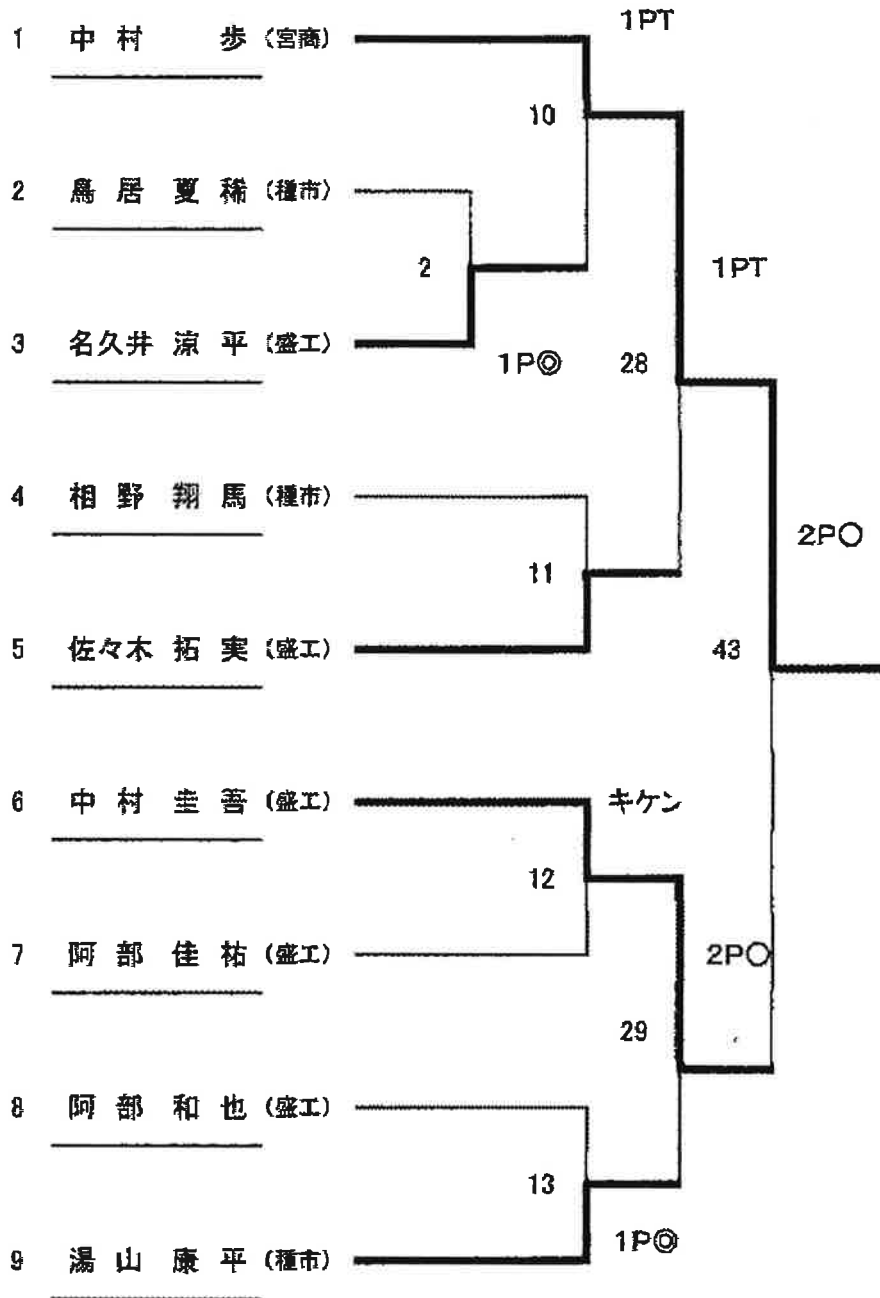 1PT
1 中村 歩 (宮商)
10
2 鳥居 夏稀 (種市)
2
1PT
3 名久井 涼平 (盛工)
1P◎
28
4 相野 翔馬 (種市)
2P○
11
5 佐々木 拓実 (盛工)
43
6 中村 圭吾 (盛工)
キケン
12
7 阿部 佳祐 (盛工)
2P○
29
8 阿部 和也 (盛工)
13
1P◎
9 湯山 康平 (種市)